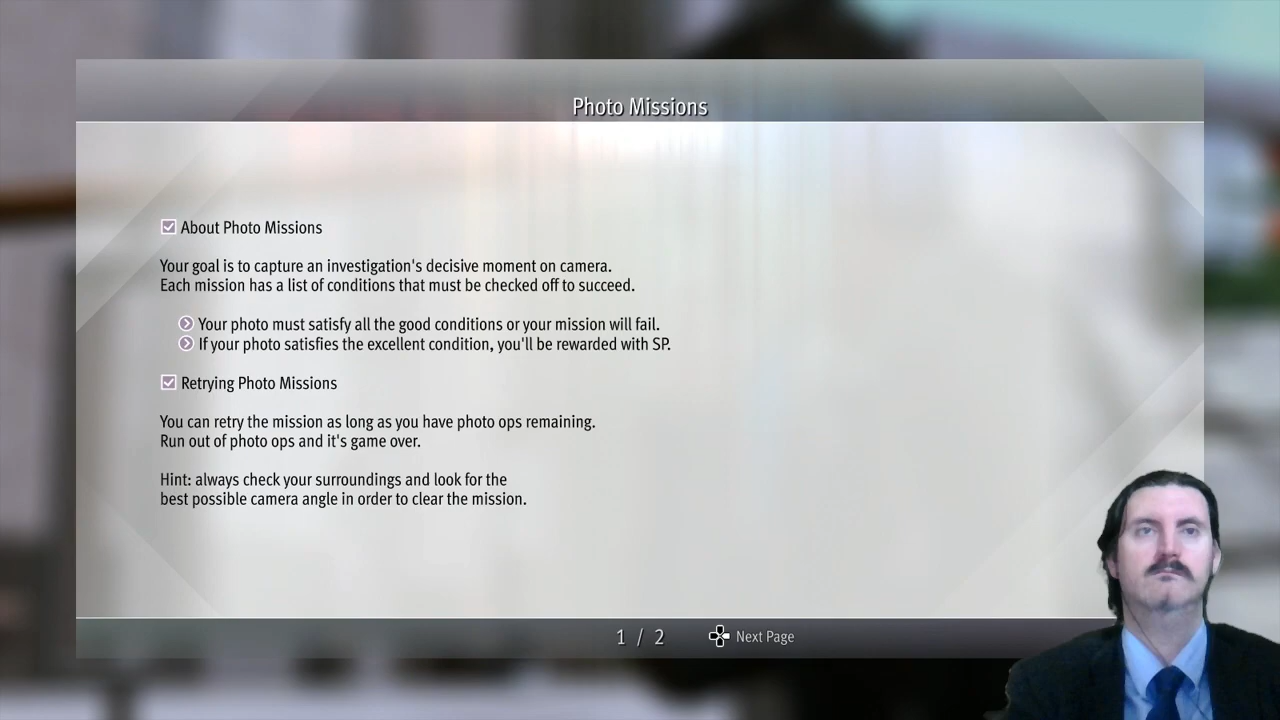 Photo Missions
About Photo Missions
Your goal is to capture an investigation's decisive moment on camera.
Each mission has a list of conditions that must be checked off to succeed.
Your photo must satisfy all the good conditions or your mission will fail.
If your photo satisfies the excellent condition, you'll be rewarded with SP.
Retrying Photo Missions
You can retry the mission as long as you have photo ops remaining.
Run out of photo ops and it's game over.
Hint: always check your surroundings and look for the
best possible camera angle in order to clear the mission.
1 / 2 Next Page